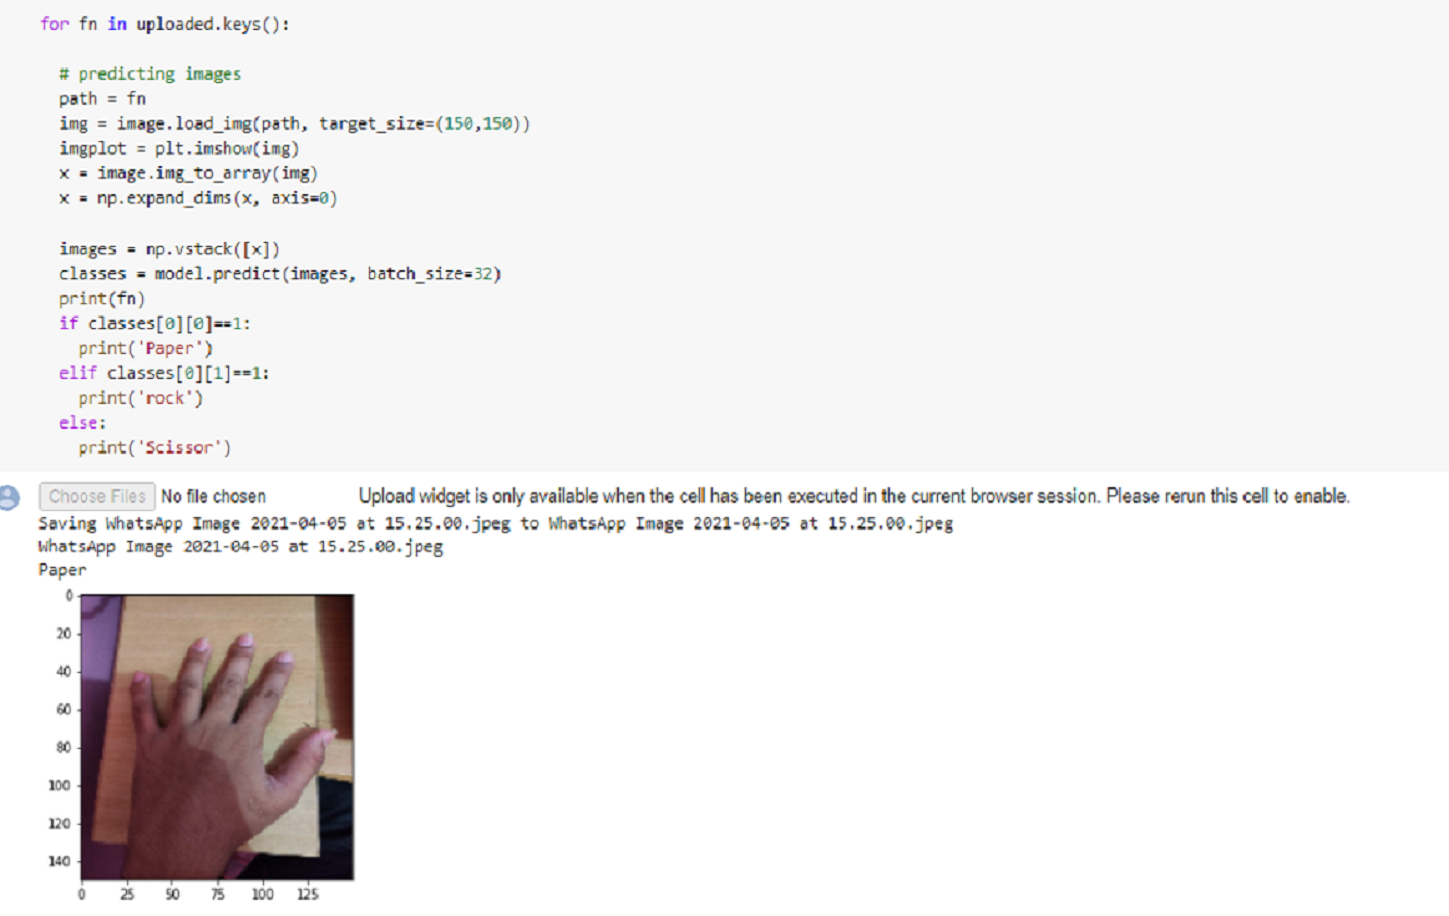 for fn in uploaded.keys():
# predicting images
path = fn
img = image.load_img(path, target_size=(150,150))
imgplot = plt.imshow(img)
x = image.img_to_array(img)
x = np.expand_dims(x, axis=0)
images = np.vstack([x])
classes = model.predict(images, batch_size=32)
print(fn)
if classes[0][0]==1:
print('Paper')
elif classes[0][1]==1:
print('rock')
else:
print('Scissor')
Choose Files No file chosen Upload widget is only available when the cell has been executed in the current browser session. Please rerun this cell to enable.
Saving WhatsApp Image 2021-04-05 at 15.25.00.jpeg to WhatsApp Image 2021-04-05 at 15.25.00.jpeg
WhatsApp Image 2021-04-05 at 15.25.00.jpeg
Paper
0
20
40
60
80
100
120
140
0 25 50 75 100 125